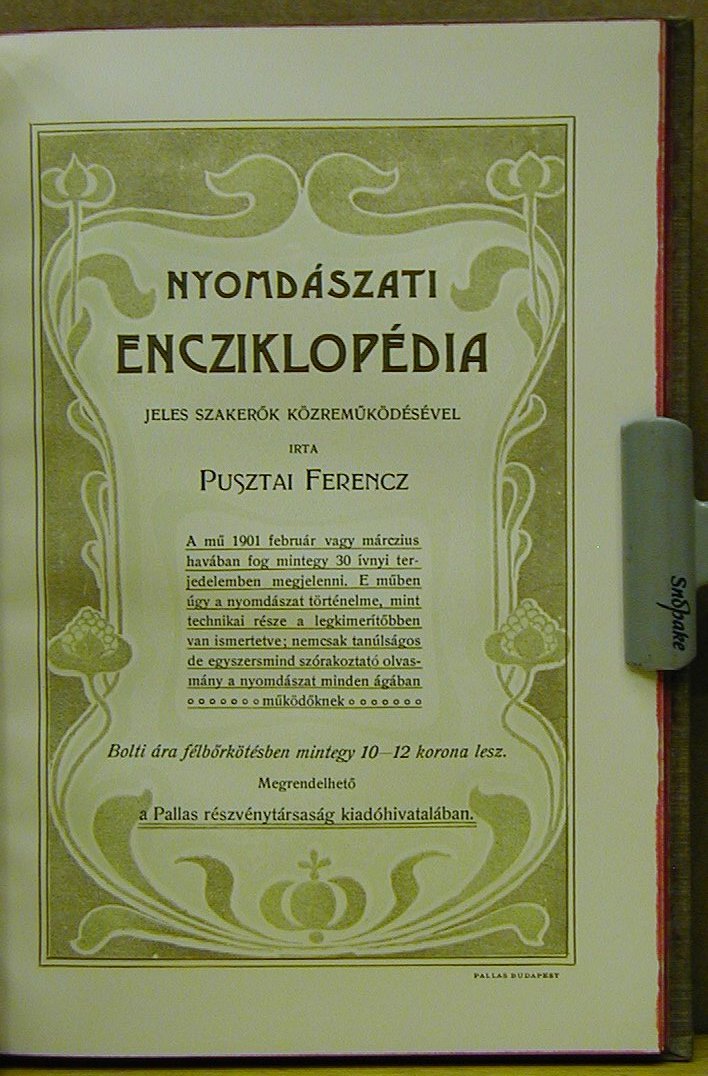 NYOMDÁSZATI
ENCZIKLOPÉDIA
JELES SZAKERŐK KÖZREMŰKÖDÉSÉVEL
IRTA
PUSZTAI FERENCZ
A mű 1901 február vagy márczius
havában fog mintegy 30 ívnyi ter-
jedelemben megjelenni. E műben
úgy a nyomdászat történelme, mint
technikai része a legkimerítőbben
van ismertetve; nemcsak tanúlságos
de egyszersmind szórakoztató olvas-
mány a nyomdászat minden ágában
működőknek
Bolti ára félbőrkötésben mintegy 10—12 korona lesz.
Megrendelhető
a Pallas részvénytársaság kiadóhivatalában.
PALLAS BUDAPEST
Snopake